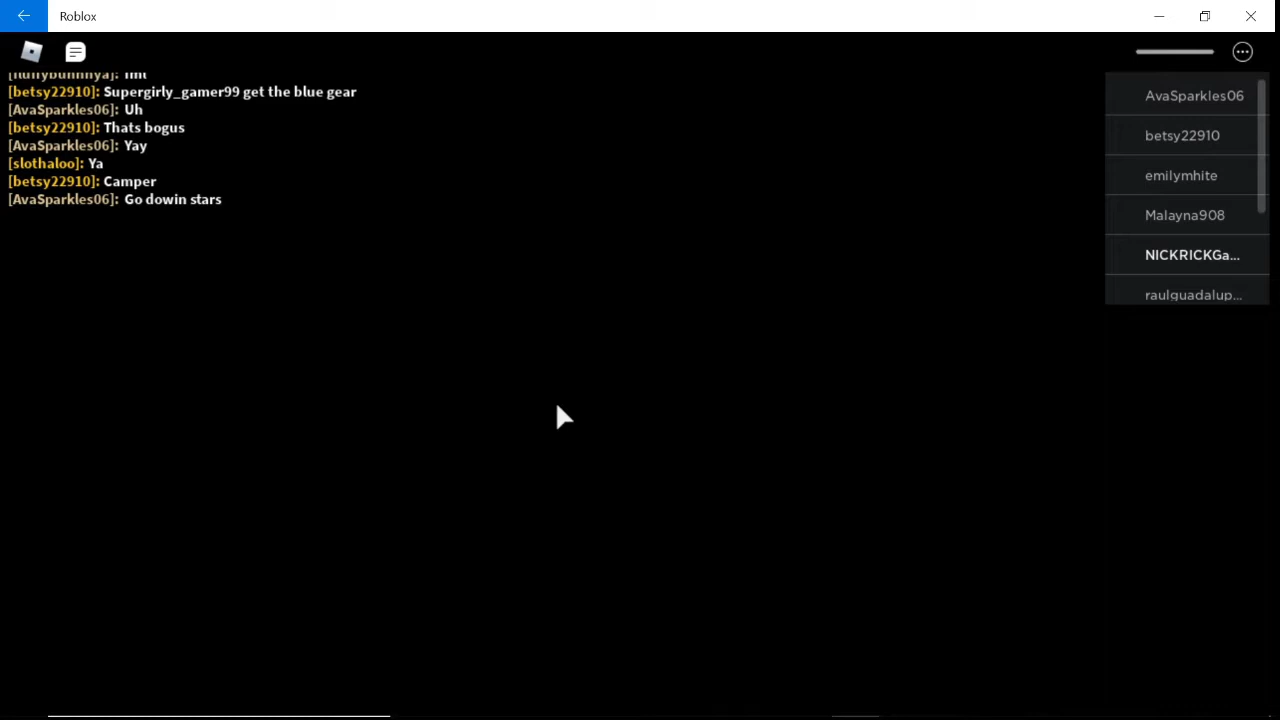 Roblox
[betsy22910]: Supergirly_gamer99 get the blue gear
[AvaSparkles06]: Uh
[betsy22910]: Thats bogus
[AvaSparkles06]: Yay
[slothaloo]: Ya
[betsy22910]: Camper
[AvaSparkles06]: Go dowin stars
AvaSparkles06
betsy22910
emilymhite
Malayna908
NICKRICKGa...
raulguadalup...